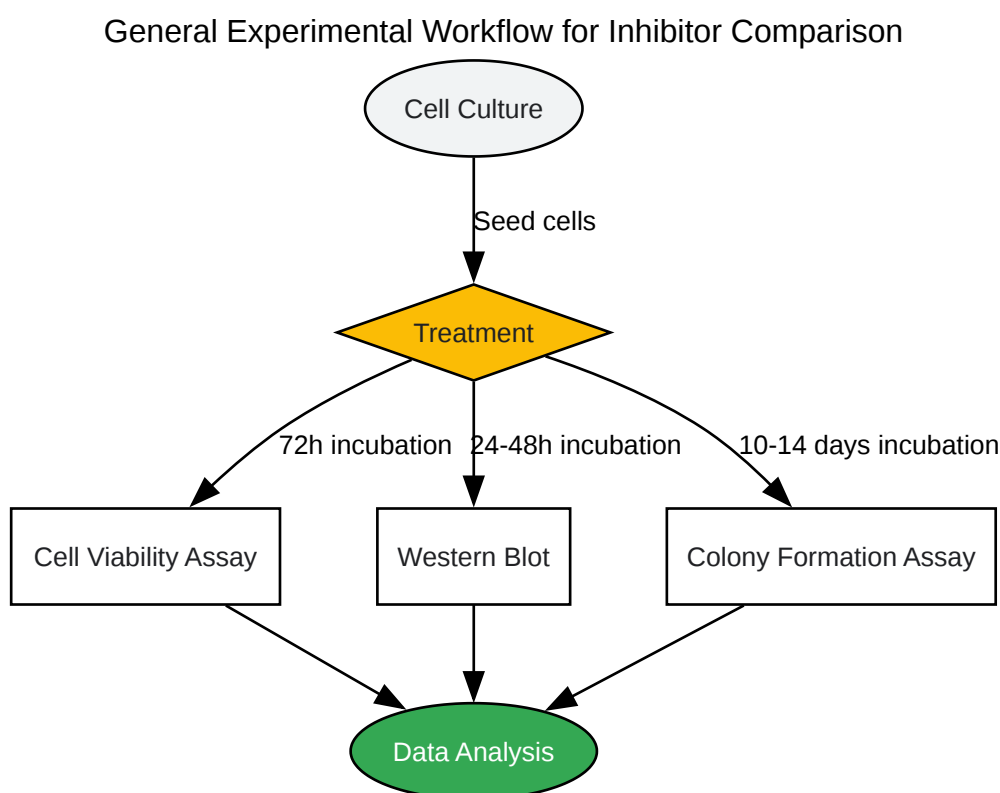 General Experimental Workflow for Inhibitor Comparison
Cell Culture
Seed cells
Treatment
72h incubation
24-48h incubation
10-14 days incubation
Cell Viability Assay
Western Blot
Colony Formation Assay
Data Analysis